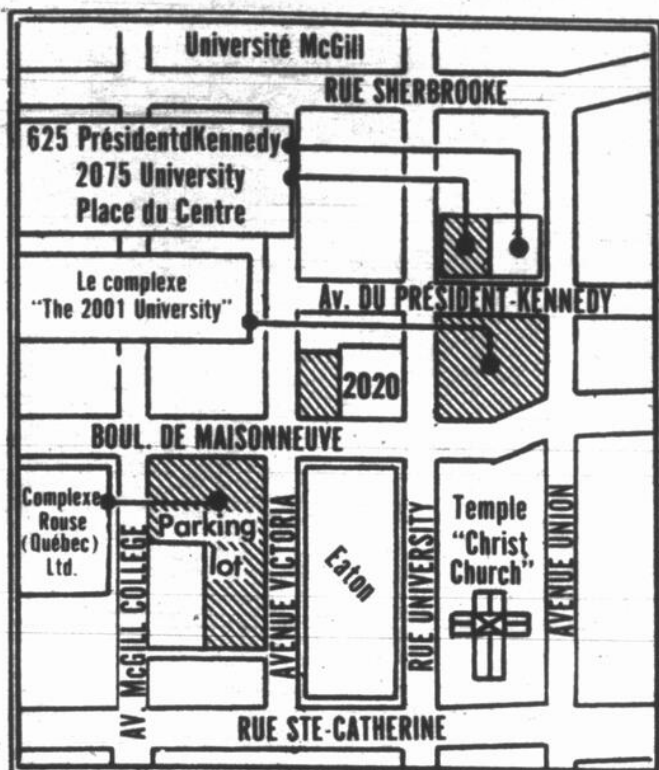 Université McGill
RUE SHERBROOKE
625 PrésidentdKennedy
2075 University
Place du Centre
Le complexe
"The 2001 University"
Av. DU PRÉSIDENT-KENNEDY
2020
BOUL. DE MAISONNEUVE
Complexe
Rouse
(Québec)
Ltd.
Parking
lot
Eaton
Temple
"Christ
Church"
AV. McGILL COLLEGE
AVENUE VICTORIA
RUE UNIVERSITY
AVENUE UNION
RUE STE-CATHERINE